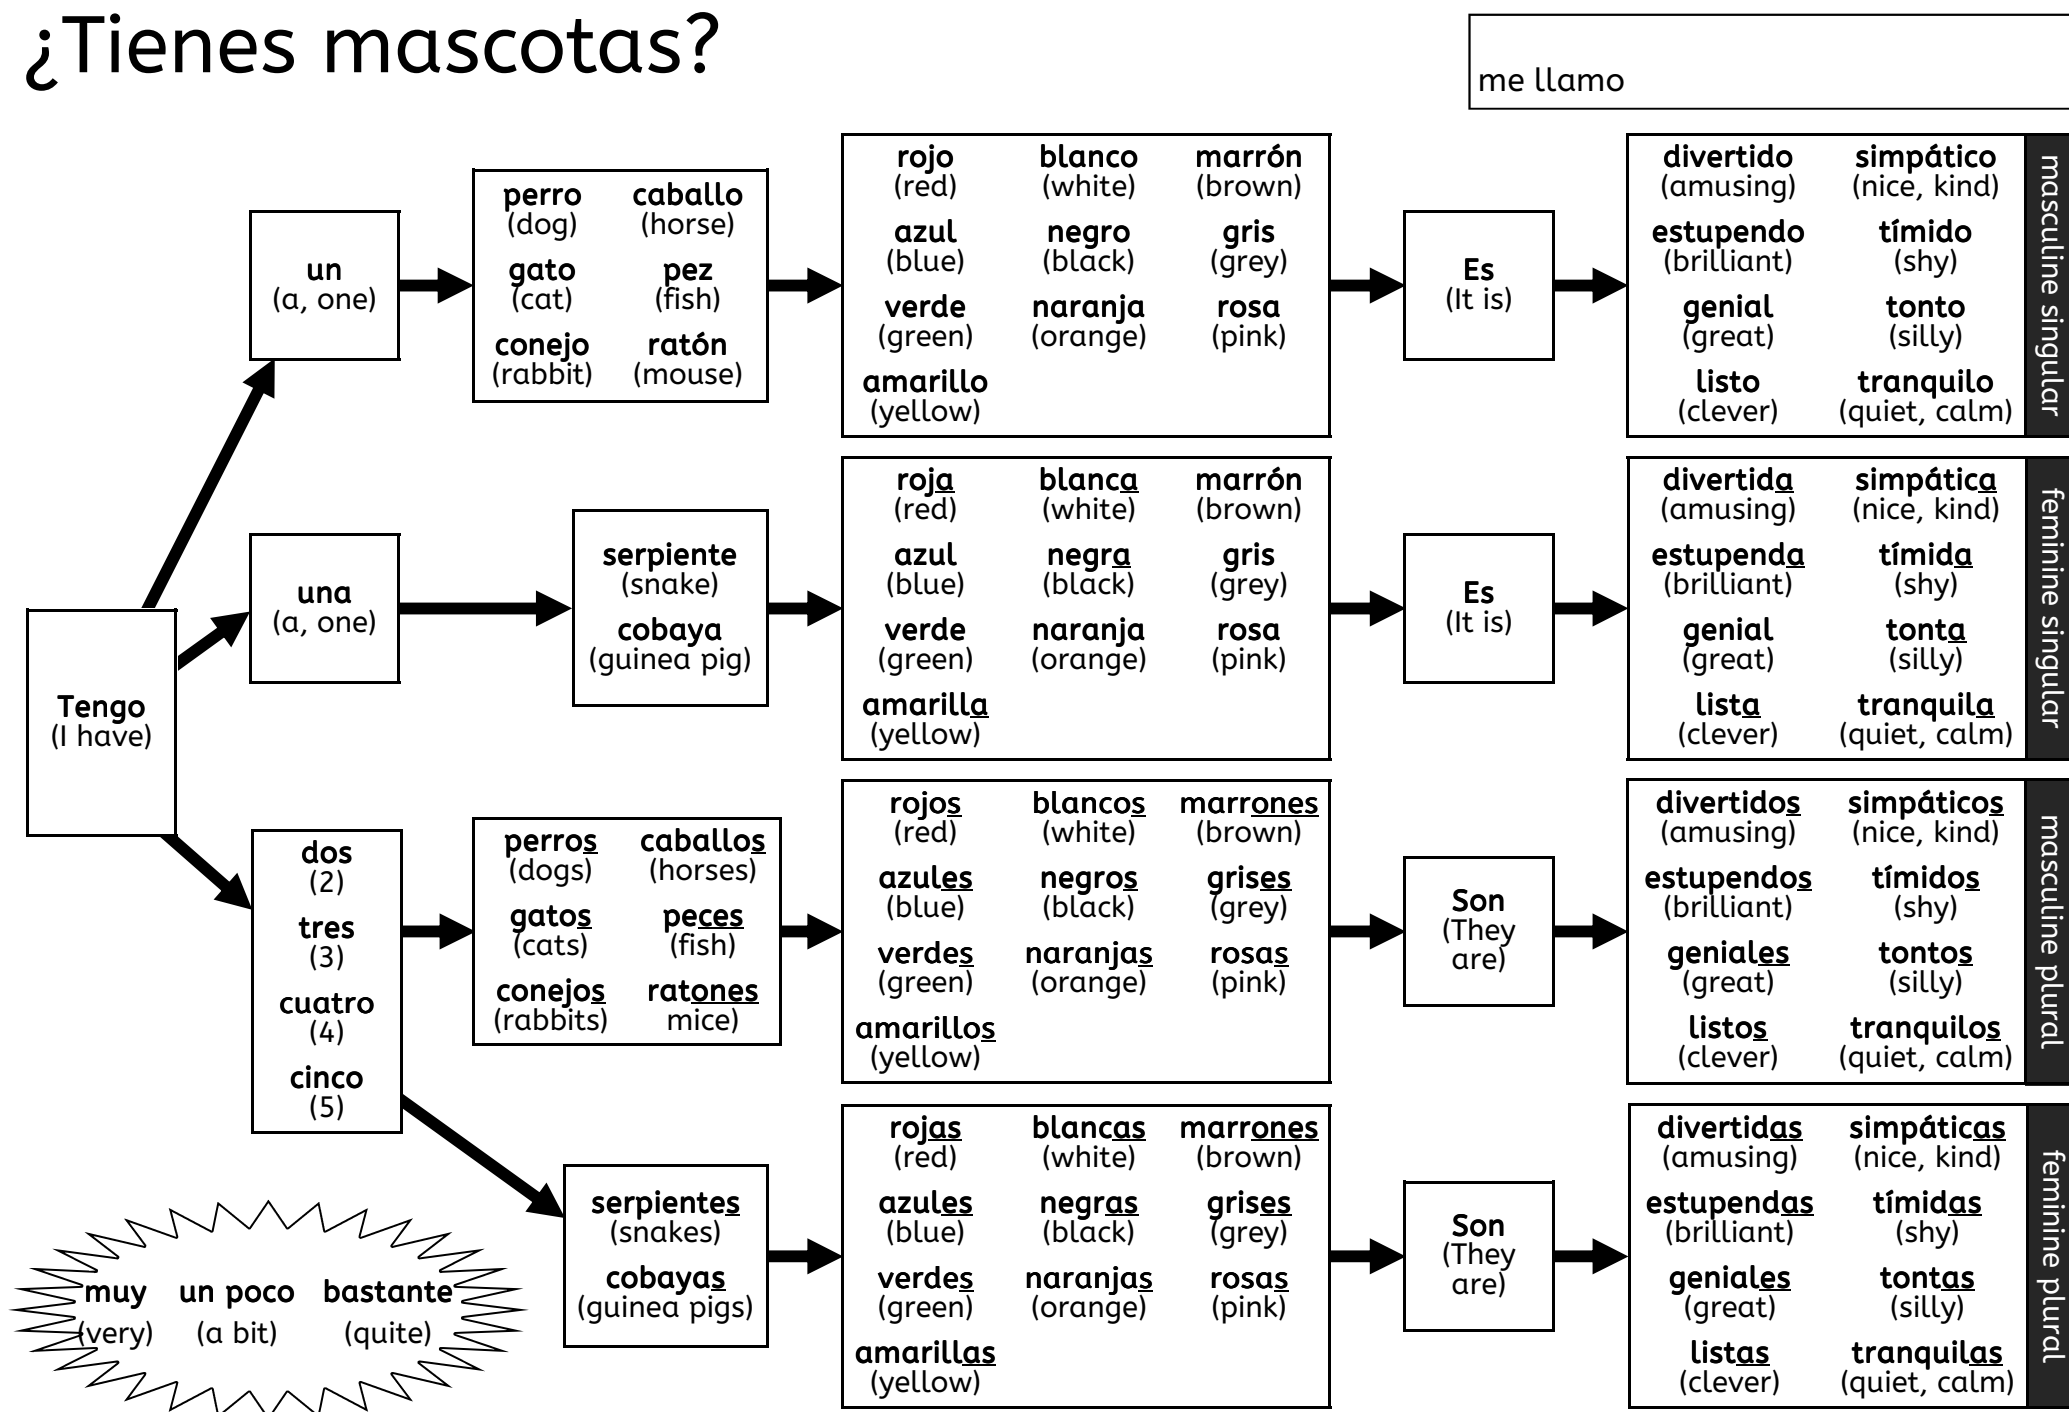 ¿Tienes mascotas?
me llamo
Tengo
(I have)
un
(a, one)
perro caballo
(dog) (horse)
gato pez
(cat) (fish)
conejo ratón
(rabbit) (mouse)
rojo blanco marrón
(red) (white) (brown)
azul negro gris
(blue) (black) (grey)
verde naranja rosa
(green) (orange) (pink)
amarillo
(yellow)
Es
(It is)
divertido simpático
(amusing) (nice, kind)
estupendo tímido
(brilliant) (shy)
genial tonto
(great) (silly)
listo tranquilo
(clever) (quiet, calm)
masculine singular
una
(a, one)
serpiente
(snake)
cobaya
(guinea pig)
roja blanca marrón
(red) (white) (brown)
azul negra gris
(blue) (black) (grey)
verde naranja rosa
(green) (orange) (pink)
amarilla
(yellow)
Es
(It is)
divertida simpática
(amusing) (nice, kind)
estupenda tímida
(brilliant) (shy)
genial tonta
(great) (silly)
lista tranquila
(clever) (quiet, calm)
feminine singular
dos
(2)
tres
(3)
cuatro
(4)
cinco
(5)
perros caballos
(dogs) (horses)
gatos peces
(cats) (fish)
conejos ratones
(rabbits) mice)
rojos blancos marrones
(red) (white) (brown)
azules negros grises
(blue) (black) (grey)
verdes naranjas rosas
(green) (orange) (pink)
amarillos
(yellow)
Son
(They
are)
divertidos simpáticos
(amusing) (nice, kind)
estupendos tímidos
(brilliant) (shy)
geniales tontos
(great) (silly)
listos tranquilos
(clever) (quiet, calm)
masculine plural
serpientes
(snakes)
cobayas
(guinea pigs)
rojas blancas marrones
(red) (white) (brown)
azules negras grises
(blue) (black) (grey)
verdes naranjas rosas
(green) (orange) (pink)
amarillas
(yellow)
Son
(They
are)
divertidas simpáticas
(amusing) (nice, kind)
estupendas tímidas
(brilliant) (shy)
geniales tontas
(great) (silly)
listas tranquilas
(clever) (quiet, calm)
feminine plural
muy un poco bastante
(very) (a bit) (quite)